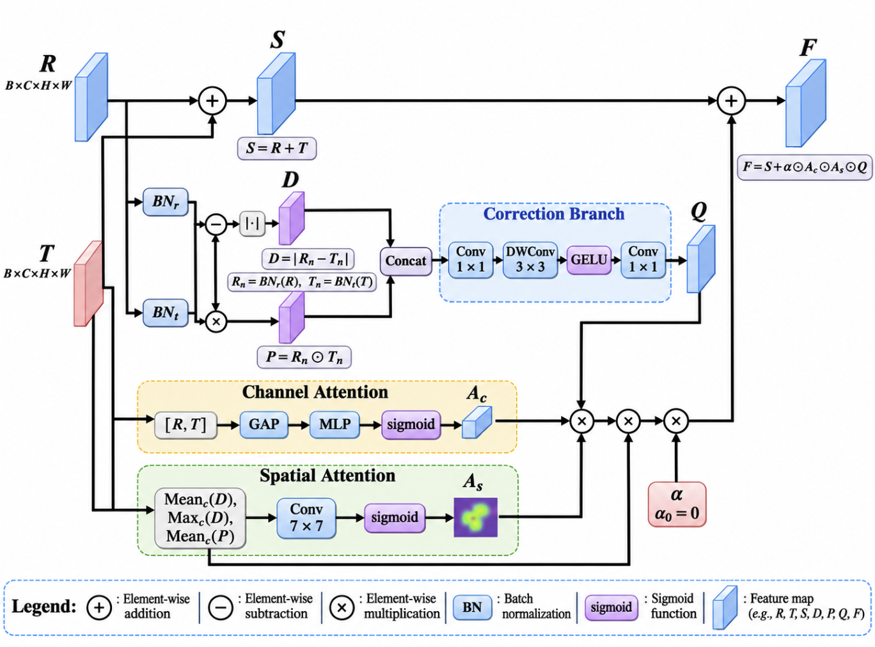 R
B×C×H×W
S
F
S = R + T
F = S + α ⊙ A_c ⊙ A_s ⊙ Q
T
B×C×H×W
BN_r
BN_t
|·|
D
D = |R_n − T_n|
R_n = BN_r(R), T_n = BN_t(T)
P = R_n ⊙ T_n
Concat
Correction Branch
Conv
1 × 1
DWConv
3 × 3
GELU
Conv
1 × 1
Q
Channel Attention
[R, T]
GAP
MLP
sigmoid
A_c
Spatial Attention
Mean_c(D),
Max_c(D),
Mean_c(P)
Conv
7 × 7
sigmoid
A_s
α
α_0 = 0
Legend:
+ : Element-wise addition
− : Element-wise subtraction
× : Element-wise multiplication
BN : Batch normalization
sigmoid : Sigmoid function
: Feature map
(e.g., R, T, S, D, P, Q, F)